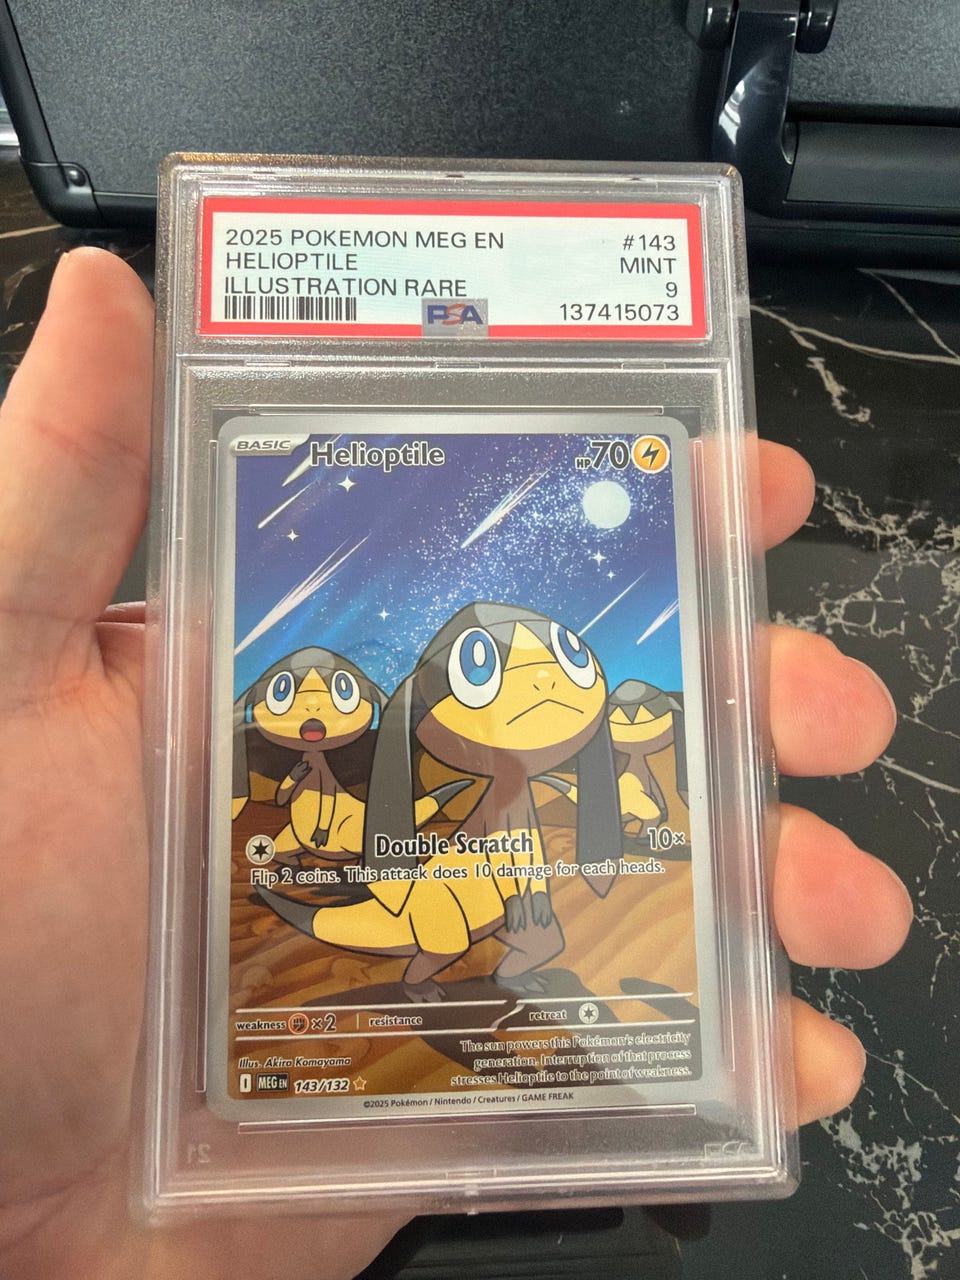 2025 POKEMON MEG EN #143
HELIOPTILE MINT
ILLUSTRATION RARE 9
PSA 137415073
BASIC Helioptile HP70
Double Scratch 10×
Flip 2 coins. This attack does 10 damage for each heads.
weakness ×2 resistance retreat
The sun powers this Pokémon's electricity
generation. Interruption of that process
stresses Helioptile to the point of weakness.
Illus. Akira Komayama
I MEG EN 143/132
©2025 Pokémon / Nintendo / Creatures / GAME FREAK